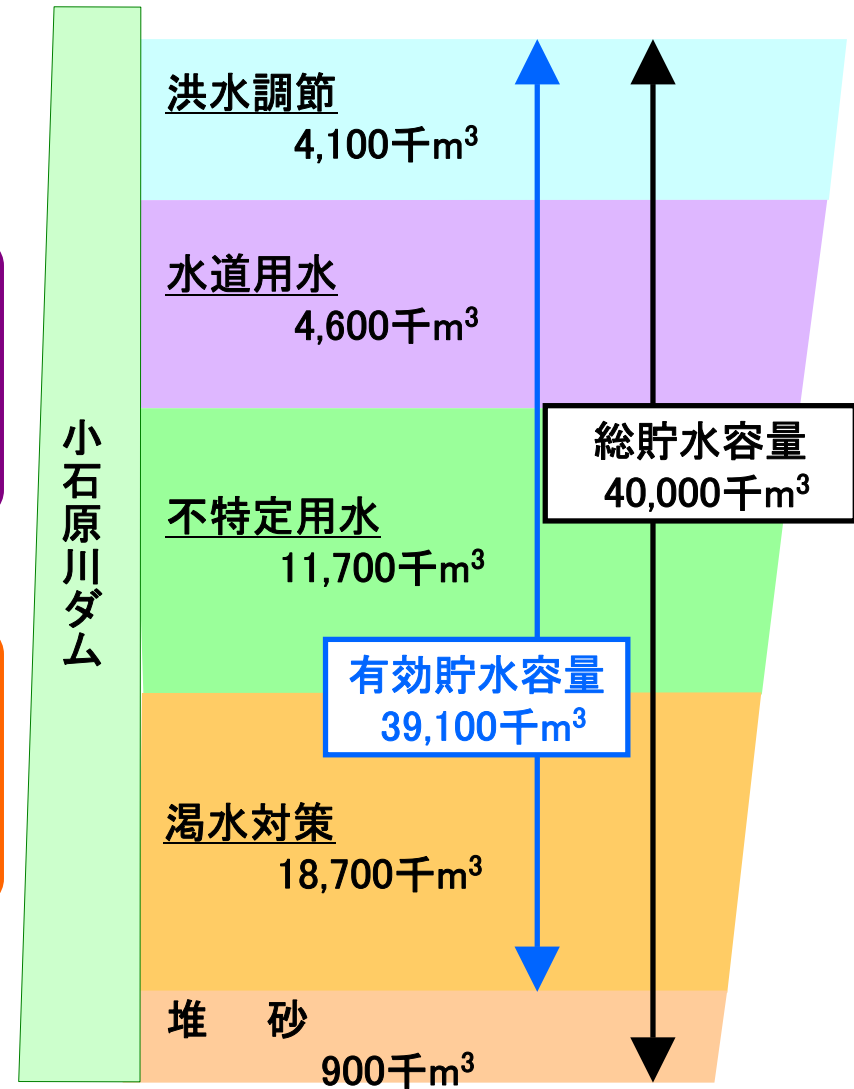 洪水調節
4,100千m³
水道用水
4,600千m³
総貯水容量
40,000千m³
小石原川ダム
不特定用水
11,700千m³
有効貯水容量
39,100千m³
渇水対策
18,700千m³
堆　砂
900千m³